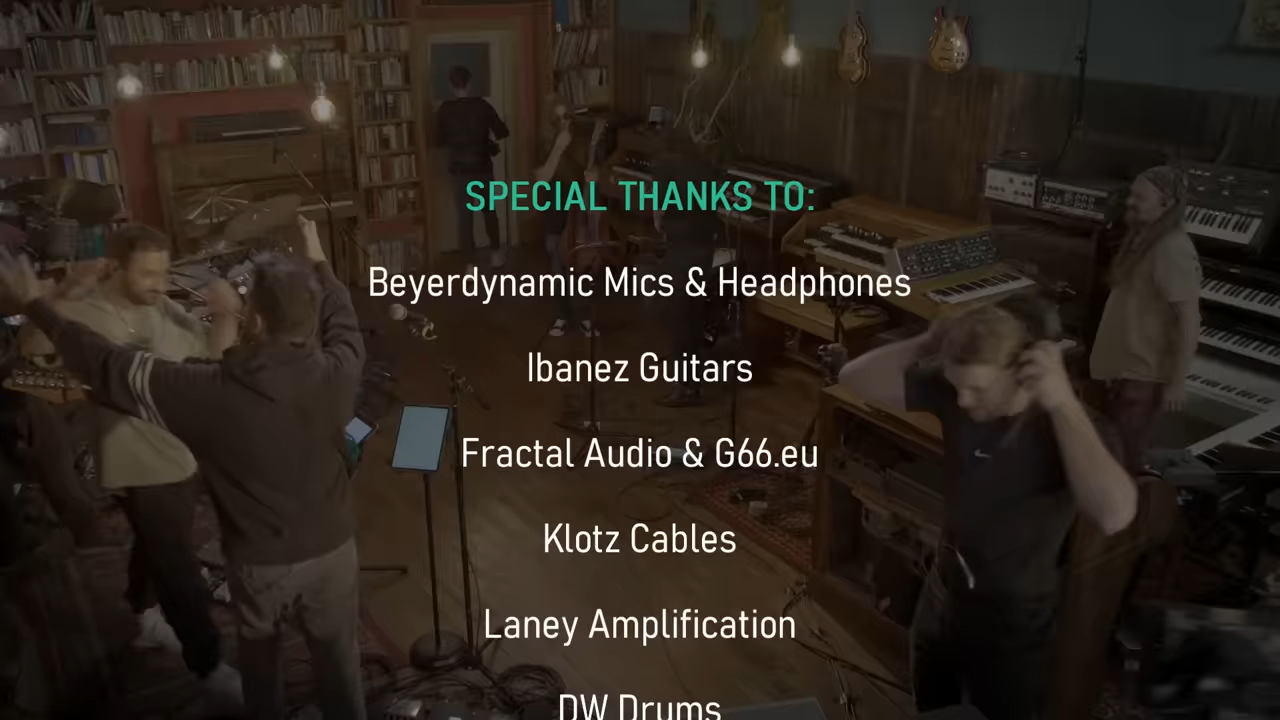 SPECIAL THANKS TO:
Beyerdynamic Mics & Headphones
Ibanez Guitars
Fractal Audio & G66.eu
Klotz Cables
Laney Amplification
DW Drums